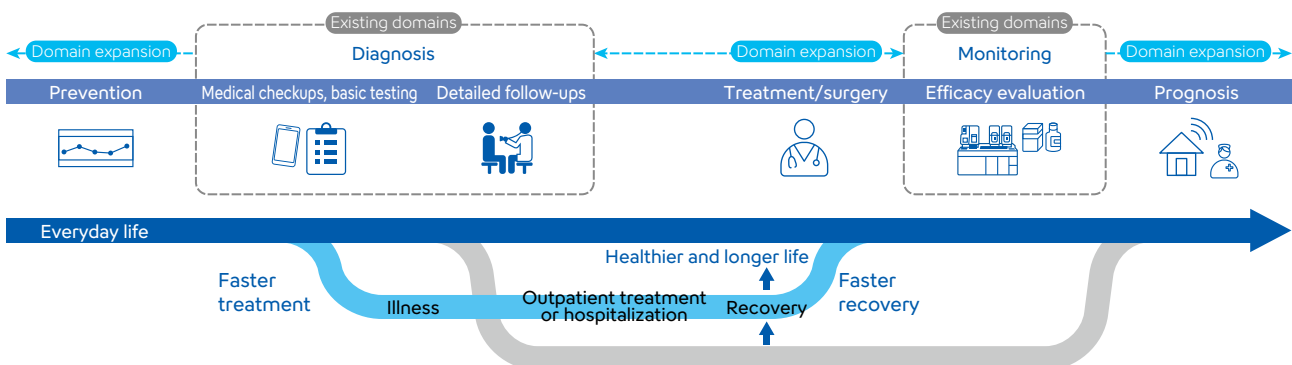 Existing domains
Existing domains
Domain expansion
Diagnosis
Domain expansion
Monitoring
Domain expansion
Prevention
Medical checkups, basic testing
Detailed follow-ups
Treatment/surgery
Efficacy evaluation
Prognosis
Everyday life
Healthier and longer life
Faster
treatment
Illness
Outpatient treatment
or hospitalization
Recovery
Faster
recovery